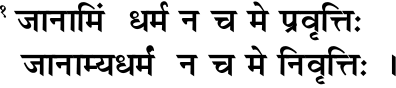 १ जानामिं धर्म न च मे प्रवृत्तिः
जानाम्यधर्मं न च मे निवृत्तिः ।